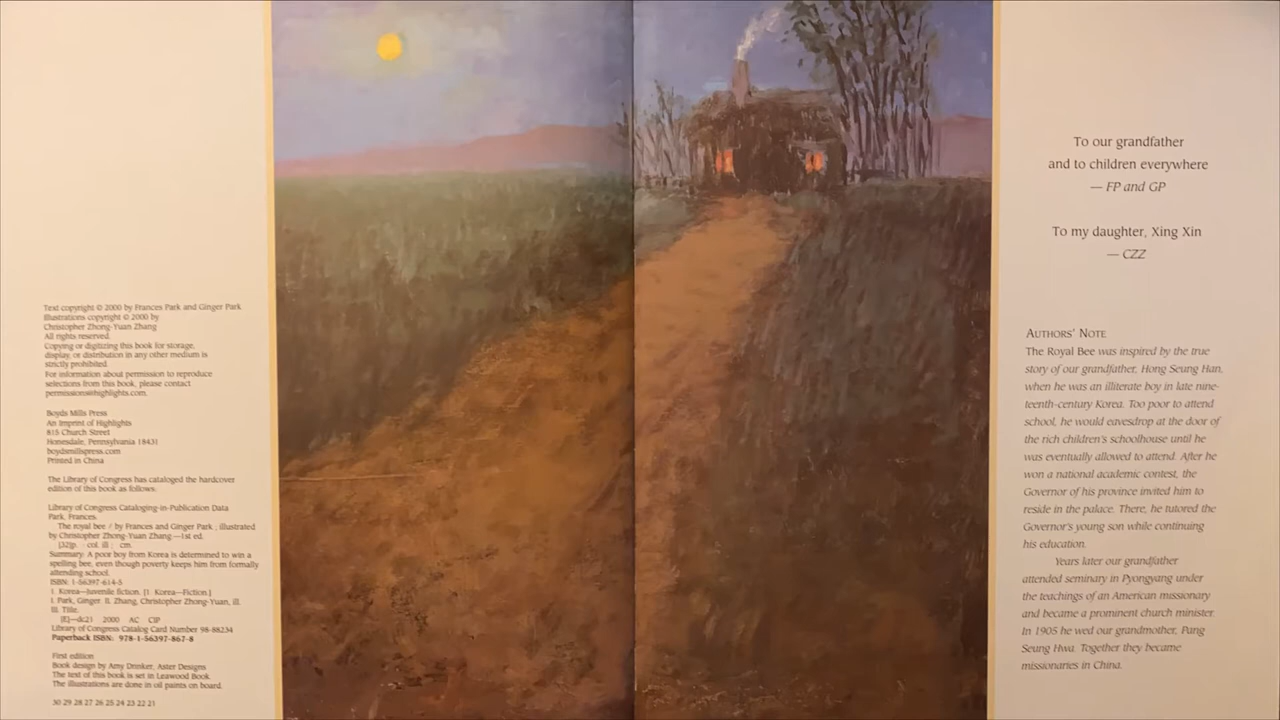 Text copyright © 2000 by Frances Park and Ginger Park
Illustrations copyright © 2000 by
Christopher Zhong-Yuan Zhang
All rights reserved.
Copying or digitizing this book for storage,
display, or distribution in any other medium is
strictly prohibited.
For information about permission to reproduce
selections from this book, please contact
permissions@highlights.com.
Boyds Mills Press
An Imprint of Highlights
815 Church Street
Honesdale, Pennsylvania 18431
boydsmillspress.com
Printed in China
The Library of Congress has cataloged the hardcover
edition of this book as follows:
Library of Congress Cataloging-in-Publication Data
Park, Frances.
The royal bee / by Frances and Ginger Park ; illustrated
by Christopher Zhong-Yuan Zhang.—1st ed.
[32]p. : col. ill. ; cm.
Summary: A poor boy from Korea is determined to win a
spelling bee, even though poverty keeps him from formally
attending school.
ISBN: 1-56397-614-5
1. Korea—Juvenile fiction. [1. Korea—Fiction.]
I. Park, Ginger. II. Zhang, Christopher Zhong-Yuan, ill.
III. Title.
[E]—dc21 2000 AC CIP
Library of Congress Catalog Card Number 98-88234
Paperback ISBN: 978-1-56397-867-8
First edition
Book design by Amy Drinker, Aster Designs
The text of this book is set in Leawood Book.
The illustrations are done in oil paints on board.
30 29 28 27 26 25 24 23 22 21
To our grandfather
and to children everywhere
— FP and GP
To my daughter, Xing Xin
— CZZ
AUTHORS' NOTE
The Royal Bee was inspired by the true
story of our grandfather, Hong Seung Han,
when he was an illiterate boy in late nine-
teenth-century Korea. Too poor to attend
school, he would eavesdrop at the door of
the rich children's schoolhouse until he
was eventually allowed to attend. After he
won a national academic contest, the
Governor of his province invited him to
reside in the palace. There, he tutored the
Governor's young son while continuing
his education.
Years later our grandfather
attended seminary in Pyongyang under
the teachings of an American missionary
and became a prominent church minister.
In 1905 he wed our grandmother, Pang
Seung Hwa. Together they became
missionaries in China.